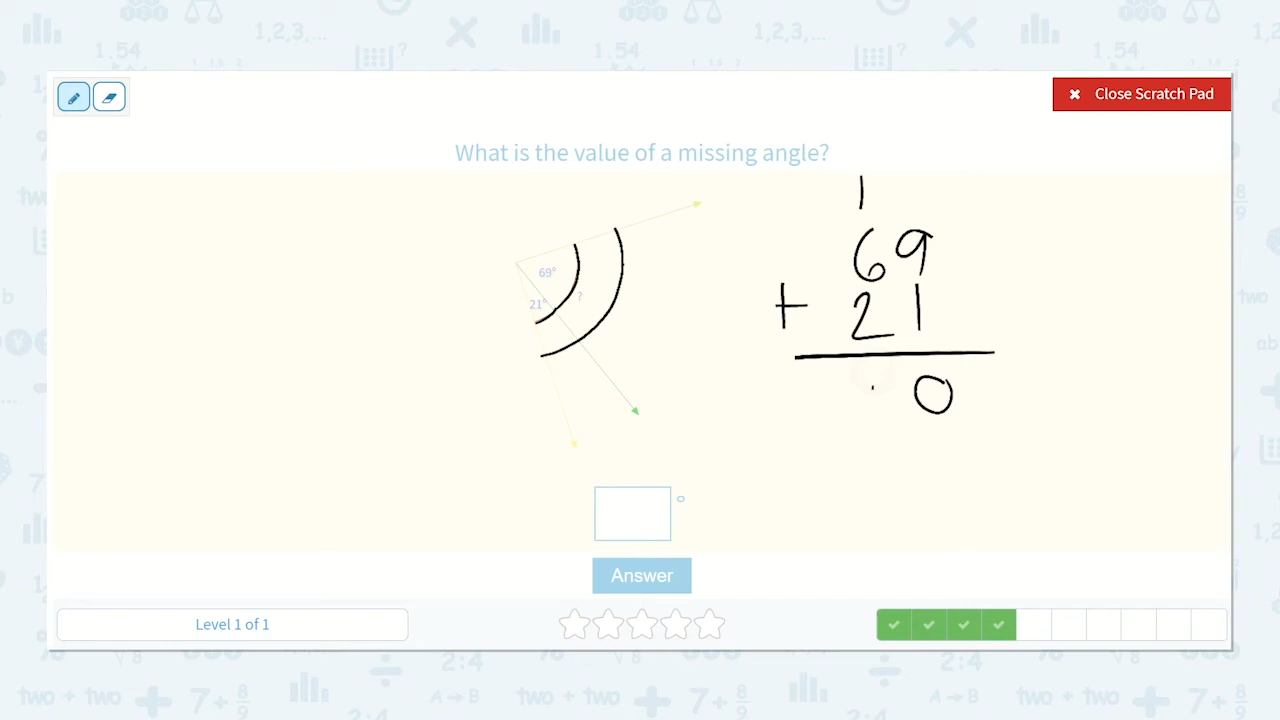 Close Scratch Pad
What is the value of a missing angle?
1
69
69°
+ 21
21°
?
0
°
Answer
Level 1 of 1